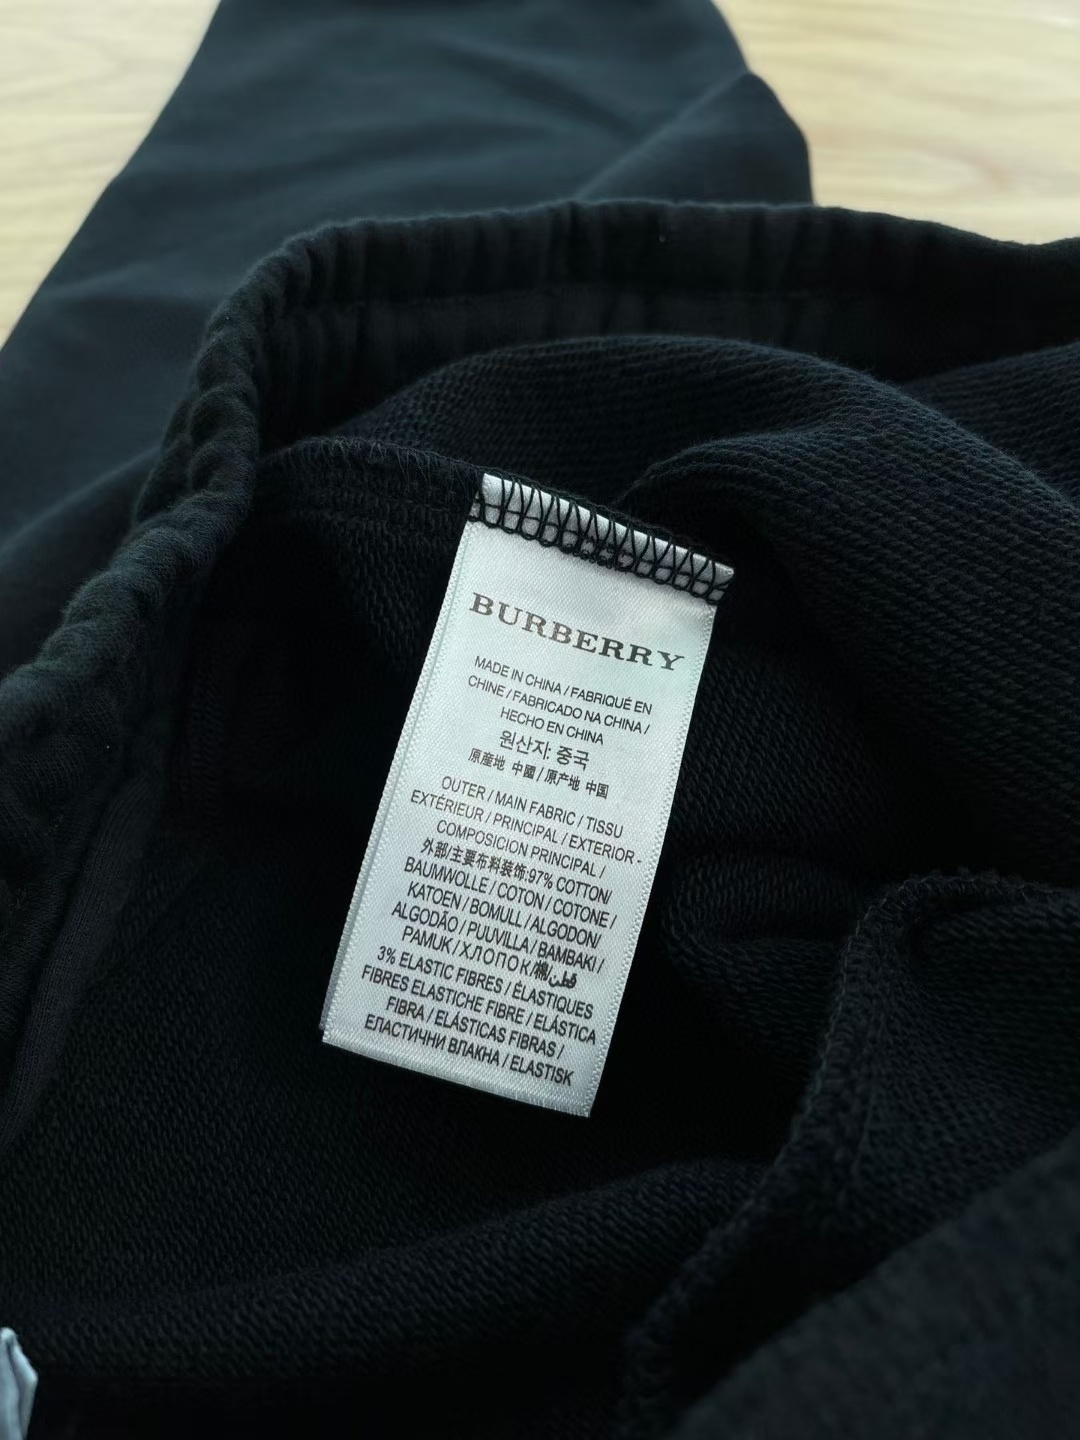 BURBERRY
MADE IN CHINA / FABRIQUÉ EN
CHINE / FABRICADO NA CHINA /
HECHO EN CHINA
원산지: 중국
原産地 中國 / 原产地 中国
OUTER / MAIN FABRIC / TISSU
EXTÉRIEUR / PRINCIPAL / EXTERIOR -
COMPOSICION PRINCIPAL /
外部/主要布料装饰:97% COTTON/
BAUMWOLLE / COTON / COTONE /
KATOEN / BOMULL / ALGODON/
ALGODÃO / PUUVILLA / BAMBAKI /
PAMUK / ХЛОПОК/棉/قطن
3% ELASTIC FIBRES / ÉLASTIQUES
FIBRES ELASTICHE FIBRE / ELÁSTICA
FIBRA / ELÁSTICAS FIBRAS /
ЕЛАСТИЧНИ ВЛАКНА / ELASTISK